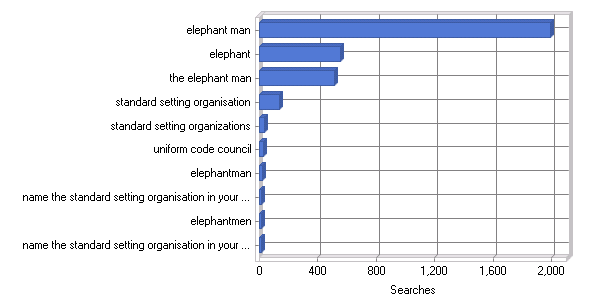 elephant man
elephant
the elephant man
standard setting organisation
standard setting organizations
uniform code council
elephantman
name the standard setting organisation in your ...
elephantmen
name the standard setting organisation in your ...
0 400 800 1,200 1,600 2,000
Searches